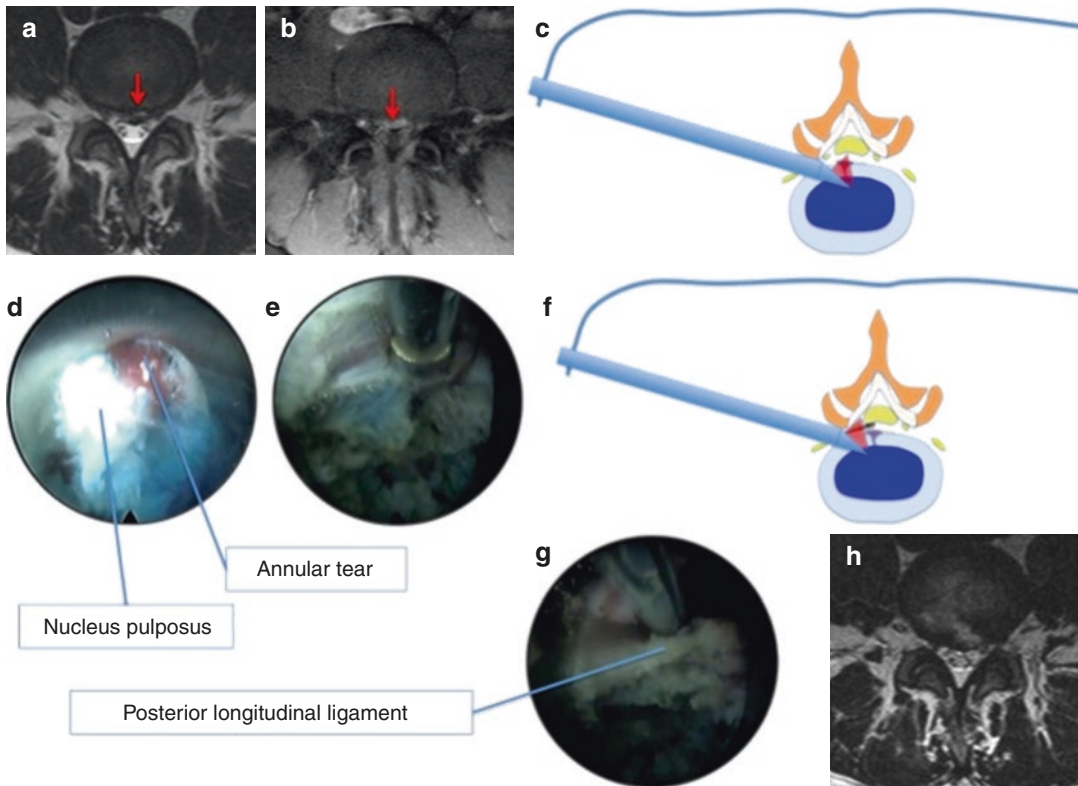 a
b
c
d
e
f
Annular tear
Nucleus pulposus
g
h
Posterior longitudinal ligament